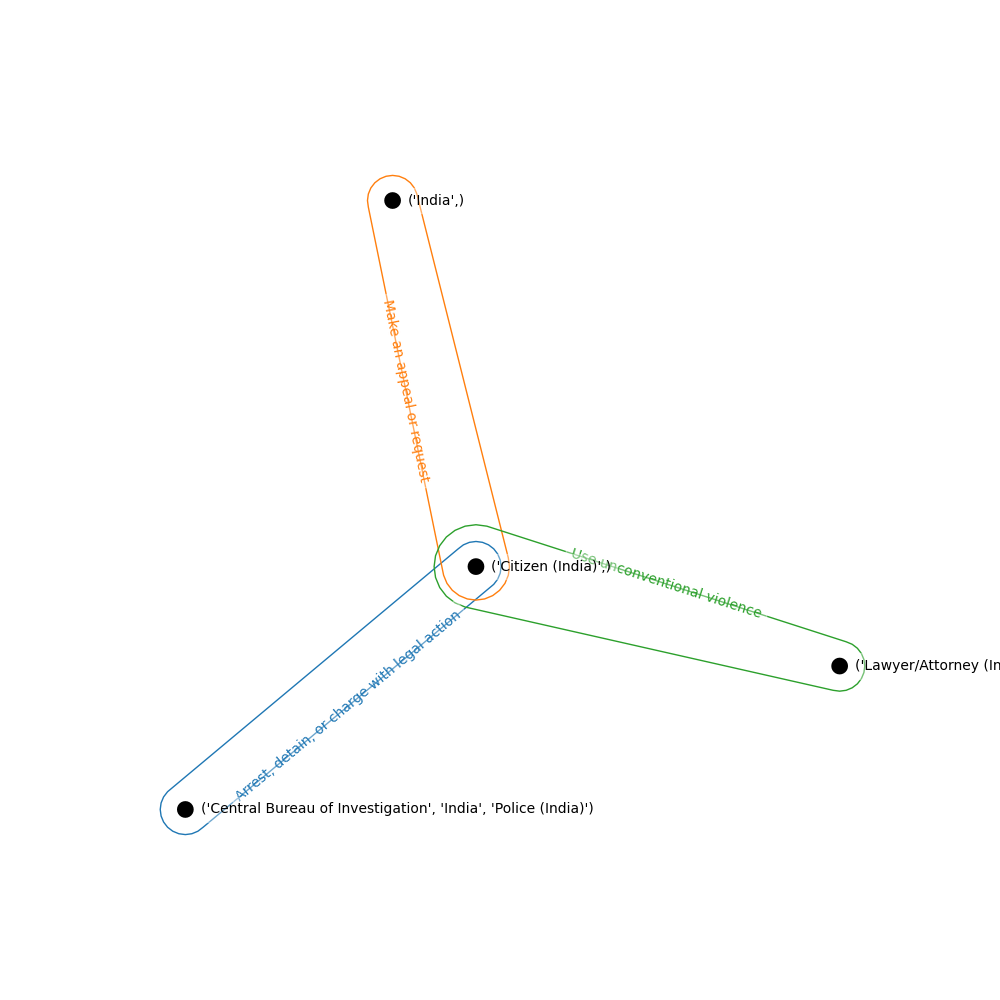 ('India',)
Make an appeal or request
Use unconventional violence
('Citizen (India)',)
Arrest, detain, or charge with legal action
('Lawyer/Attorney (In
('Central Bureau of Investigation', 'India', 'Police (India)')